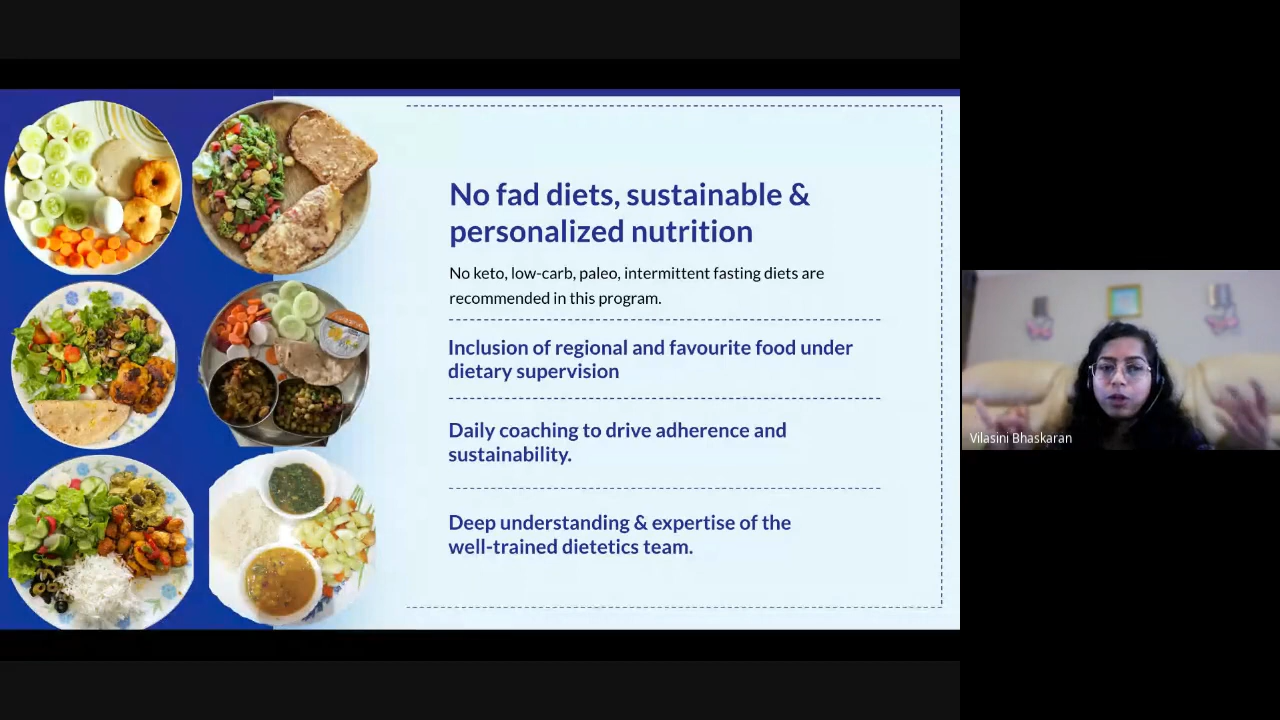 No fad diets, sustainable &
personalized nutrition
No keto, low-carb, paleo, intermittent fasting diets are
recommended in this program.
Inclusion of regional and favourite food under
dietary supervision
Daily coaching to drive adherence and
sustainability.
Deep understanding & expertise of the
well-trained dietetics team.
Vilasini Bhaskaran